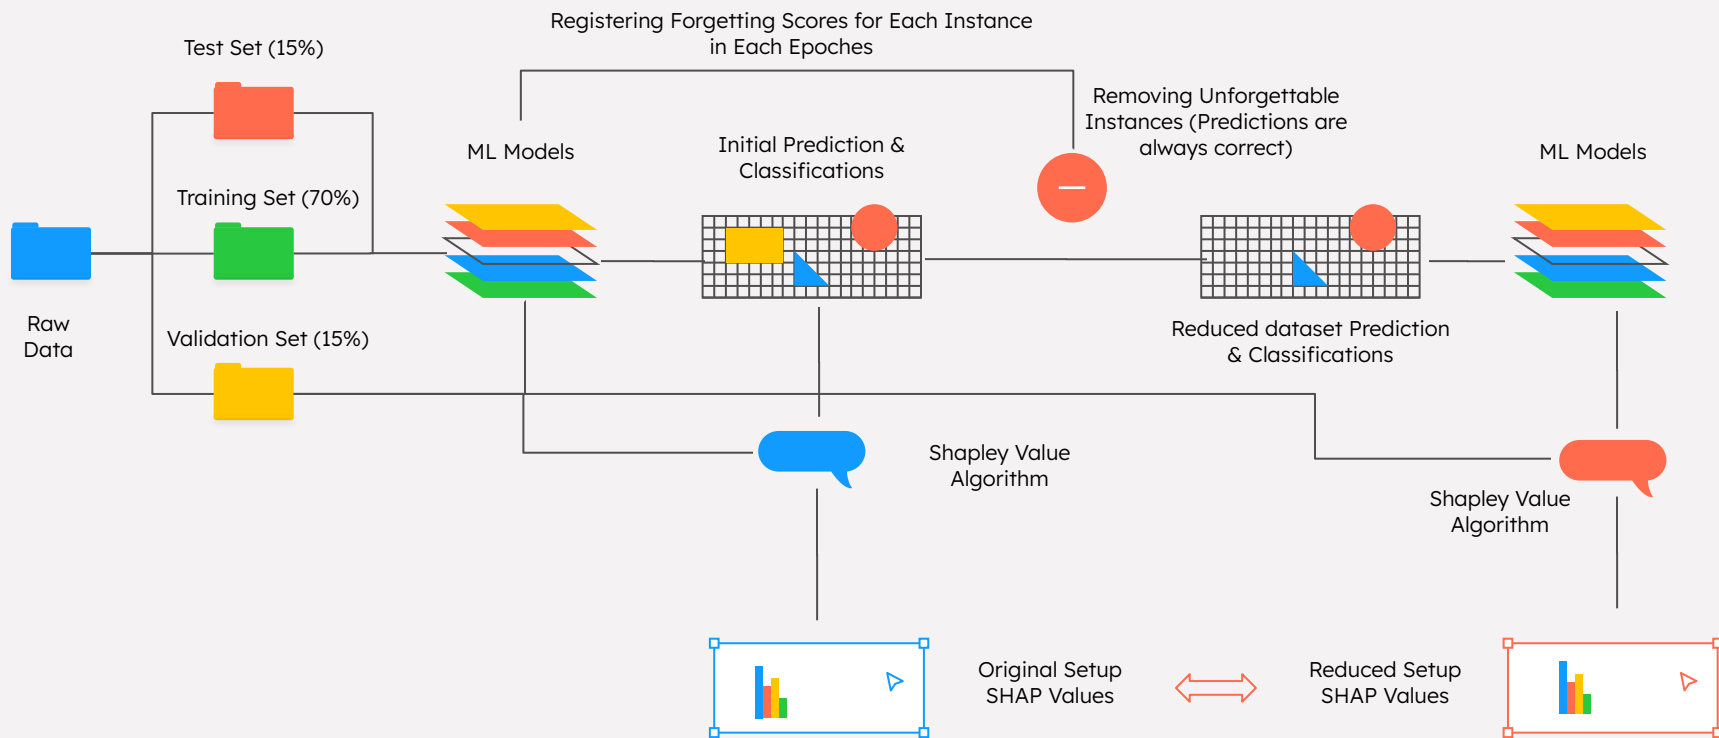 Registering Forgetting Scores for Each Instance
in Each Epoches
Test Set (15%)
Removing Unforgettable
Instances (Predictions are
always correct)
ML Models
Initial Prediction &
Classifications
ML Models
Training Set (70%)
Raw
Data
Validation Set (15%)
Reduced dataset Prediction
& Classifications
Shapley Value
Algorithm
Shapley Value
Algorithm
Original Setup
SHAP Values
Reduced Setup
SHAP Values